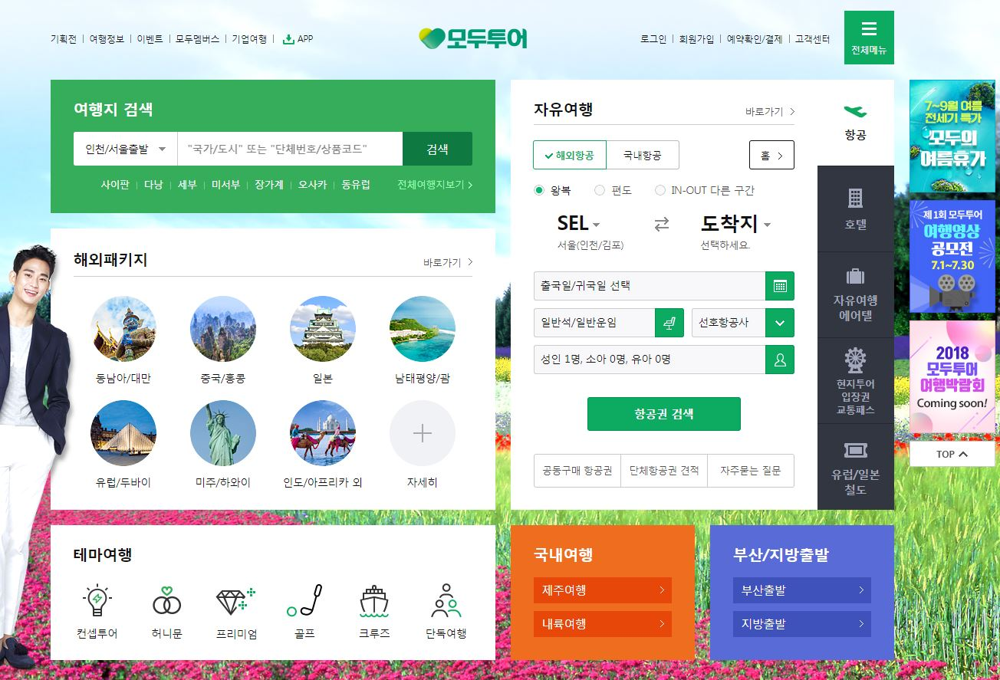 기획전
여행정보
이벤트
모두멤버스
기업여행
APP
모두투어
로그인
회원가입
예약확인/결제
고객센터
전체메뉴
여행지 검색
인천/서울출발
"국가/도시" 또는 "단체번호/상품코드"
검색
사이판
다낭
세부
미서부
장가계
오사카
동유럽
전체여행지보기
해외패키지
바로가기
동남아/대만
중국/홍콩
일본
남태평양/괌
유럽/두바이
미주/하와이
인도/아프리카 외
자세히
테마여행
컨셉투어
허니문
프리미엄
골프
크루즈
단독여행
자유여행
바로가기
해외항공
국내항공
홈
왕복
편도
IN-OUT 다른 구간
SEL
서울(인천/김포)
도착지
선택하세요.
출국일/귀국일 선택
일반석/일반운임
선호항공사
성인 1명, 소아 0명, 유아 0명
항공권 검색
공동구매 항공권
단체항공권 견적
자주묻는 질문
항공
호텔
자유여행
에어텔
현지투어
입장권
교통패스
유럽/일본
철도
국내여행
제주여행
내륙여행
부산/지방출발
부산출발
지방출발
7~9월 여름
전세기 특가
모두의
여름휴가
제1회 모두투어
여행영상
공모전
7.1~7.30
2018
모두투어
여행박람회
Coming soon!
TOP